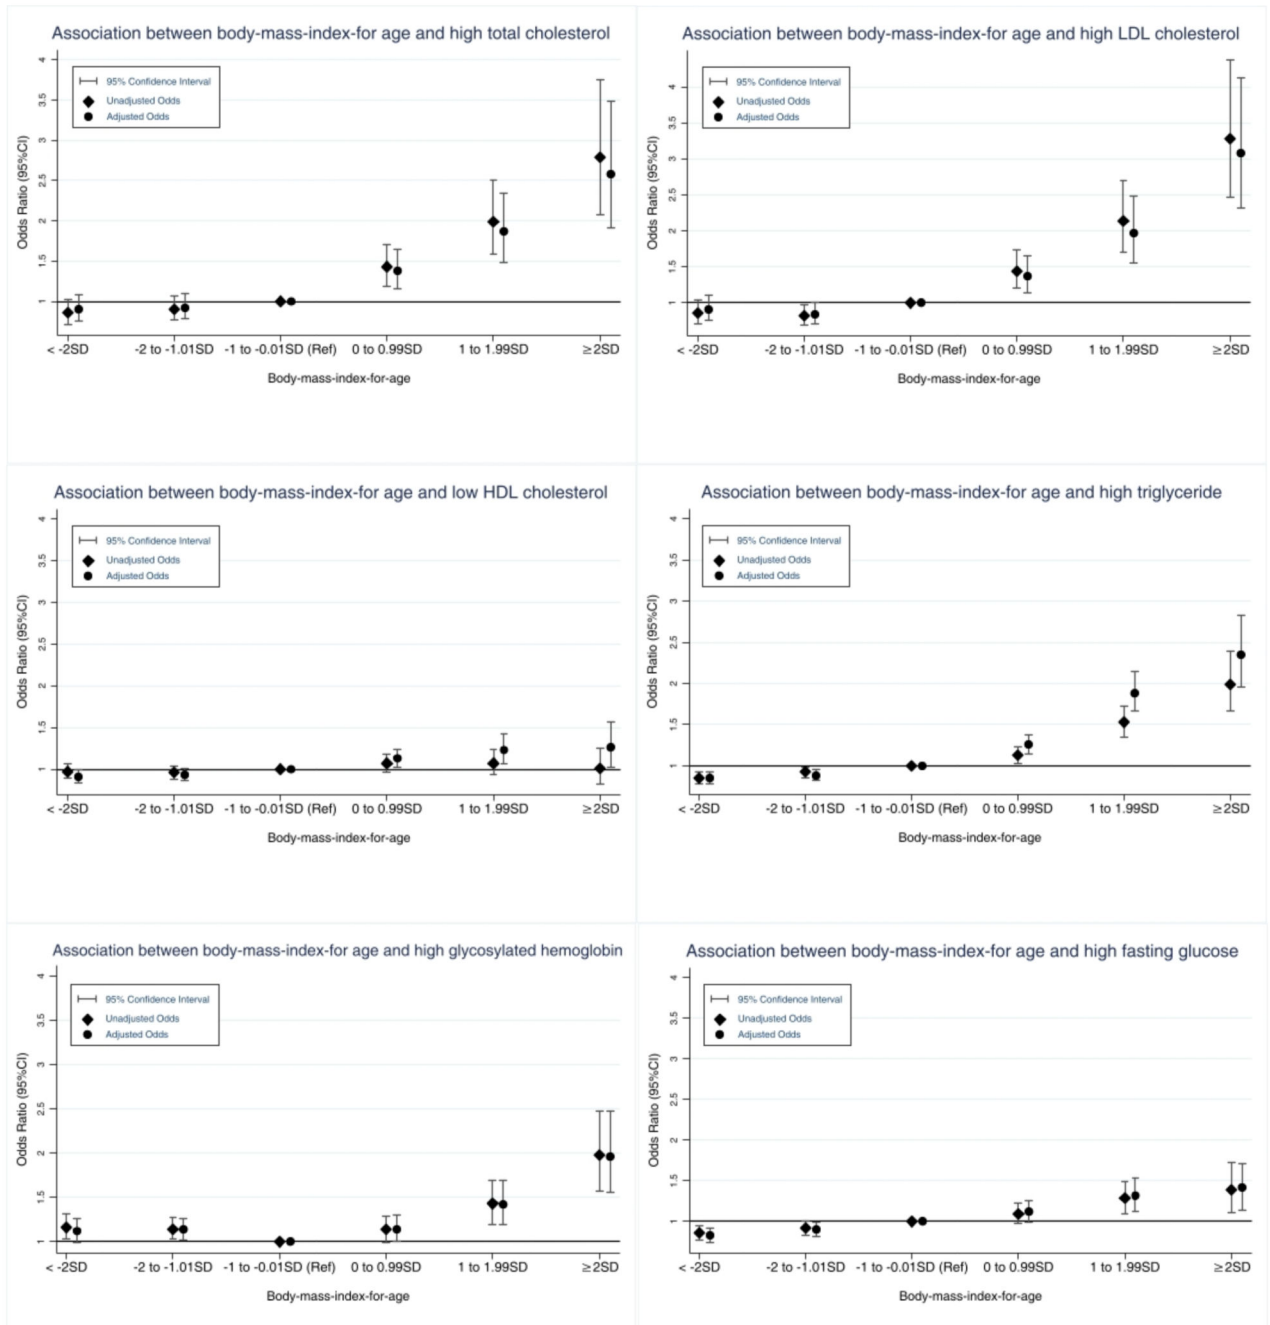 Association between body-mass-index-for age and high total cholesterol
Odds Ratio (95%CI)
4
3.5
3
2.5
2
1.5
1
95% Confidence Interval
Unadjusted Odds
Adjusted Odds
< -2SD -2 to -1.01SD -1 to -0.01SD (Ref) 0 to 0.99SD 1 to 1.99SD ≥2SD
Body-mass-index-for-age
Association between body-mass-index-for age and high LDL cholesterol
Odds Ratio (95%CI)
4
3.5
3
2.5
2
1.5
1
95% Confidence Interval
Unadjusted Odds
Adjusted Odds
< -2SD -2 to -1.01SD -1 to -0.01SD (Ref) 0 to 0.99SD 1 to 1.99SD ≥2SD
Body-mass-index-for-age
Association between body-mass-index-for age and low HDL cholesterol
Odds Ratio (95%CI)
4
3.5
3
2.5
2
1.5
1
95% Confidence Interval
Unadjusted Odds
Adjusted Odds
< -2SD -2 to -1.01SD -1 to -0.01SD (Ref) 0 to 0.99SD 1 to 1.99SD ≥2SD
Body-mass-index-for-age
Association between body-mass-index-for age and high triglyceride
Odds Ratio (95%CI)
4
3.5
3
2.5
2
1.5
1
95% Confidence Interval
Unadjusted Odds
Adjusted Odds
< -2SD -2 to -1.01SD -1 to -0.01SD (Ref) 0 to 0.99SD 1 to 1.99SD ≥2SD
Body-mass-index-for-age
Association between body-mass-index-for age and high glycosylated hemoglobin
Odds Ratio (95%CI)
4
3.5
3
2.5
2
1.5
1
95% Confidence Interval
Unadjusted Odds
Adjusted Odds
< -2SD -2 to -1.01SD -1 to -0.01SD (Ref) 0 to 0.99SD 1 to 1.99SD ≥2SD
Body-mass-index-for-age
Association between body-mass-index-for age and high fasting glucose
Odds Ratio (95%CI)
4
3.5
3
2.5
2
1.5
1
95% Confidence Interval
Unadjusted Odds
Adjusted Odds
< -2SD -2 to -1.01SD -1 to -0.01SD (Ref) 0 to 0.99SD 1 to 1.99SD ≥2SD
Body-mass-index-for-age